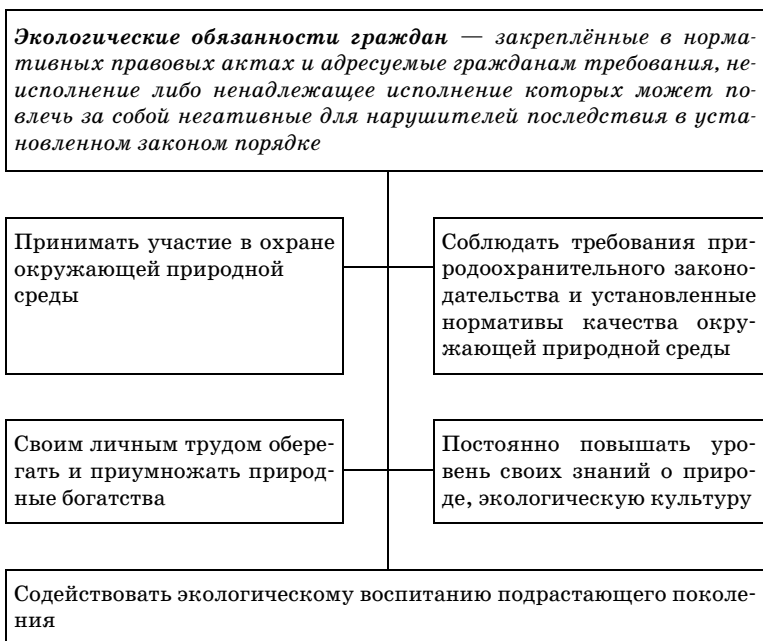 Экологические обязанности граждан — закреплённые в норма-
тивных правовых актах и адресуемые гражданам требования, не-
исполнение либо ненадлежащее исполнение которых может по-
влечь за собой негативные для нарушителей последствия в уста-
новленном законом порядке
Принимать участие в охране
окружающей природной
среды
Соблюдать требования при-
родоохранительного законо-
дательства и установленные
нормативы качества окру-
жающей природной среды
Своим личным трудом обере-
гать и приумножать природ-
ные богатства
Постоянно повышать уро-
вень своих знаний о приро-
де, экологическую культуру
Содействовать экологическому воспитанию подрастающего поколе-
ния